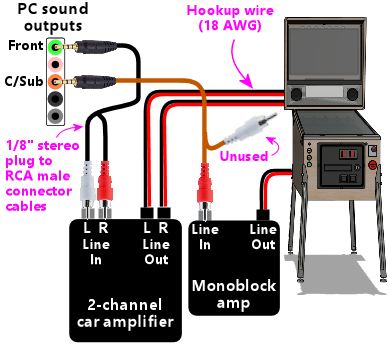 PC sound
outputs
Front
C/Sub
Hookup wire
(18 AWG)
1/8" stereo
plug to
RCA male
connector
cables
Unused
L R
Line
In
L R
Line
Out
2-channel
car amplifier
Line
In
Line
Out
Monoblock
amp